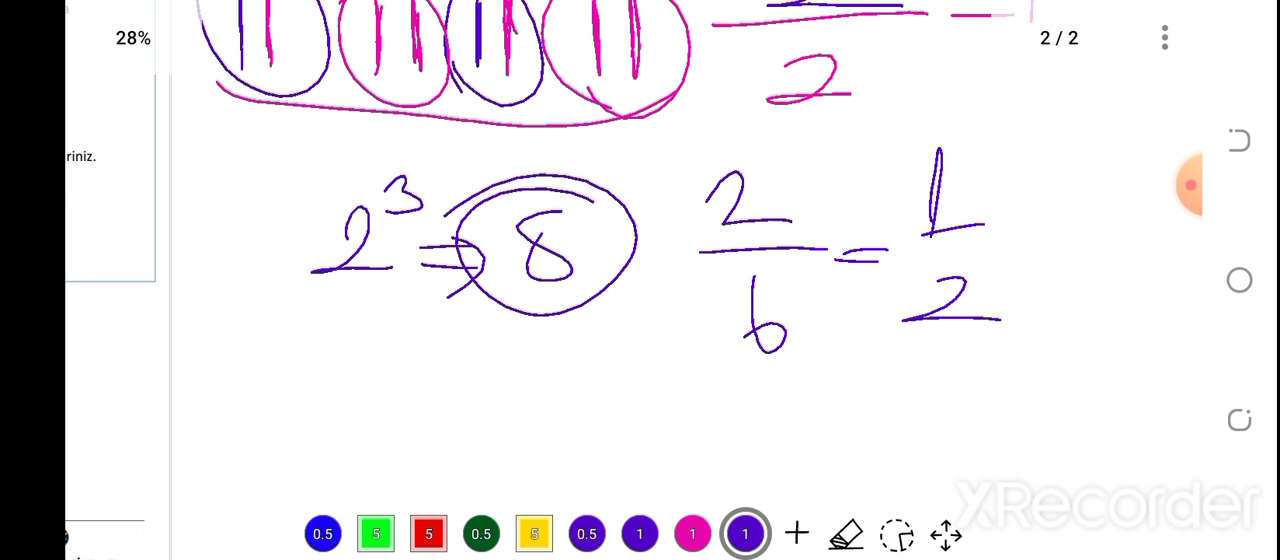 28%
2 / 2
2
riniz.
2³ = 8
2/6 = 1/2
0.5 5 5 0.5 5 0.5 1 1 1
XRecorder